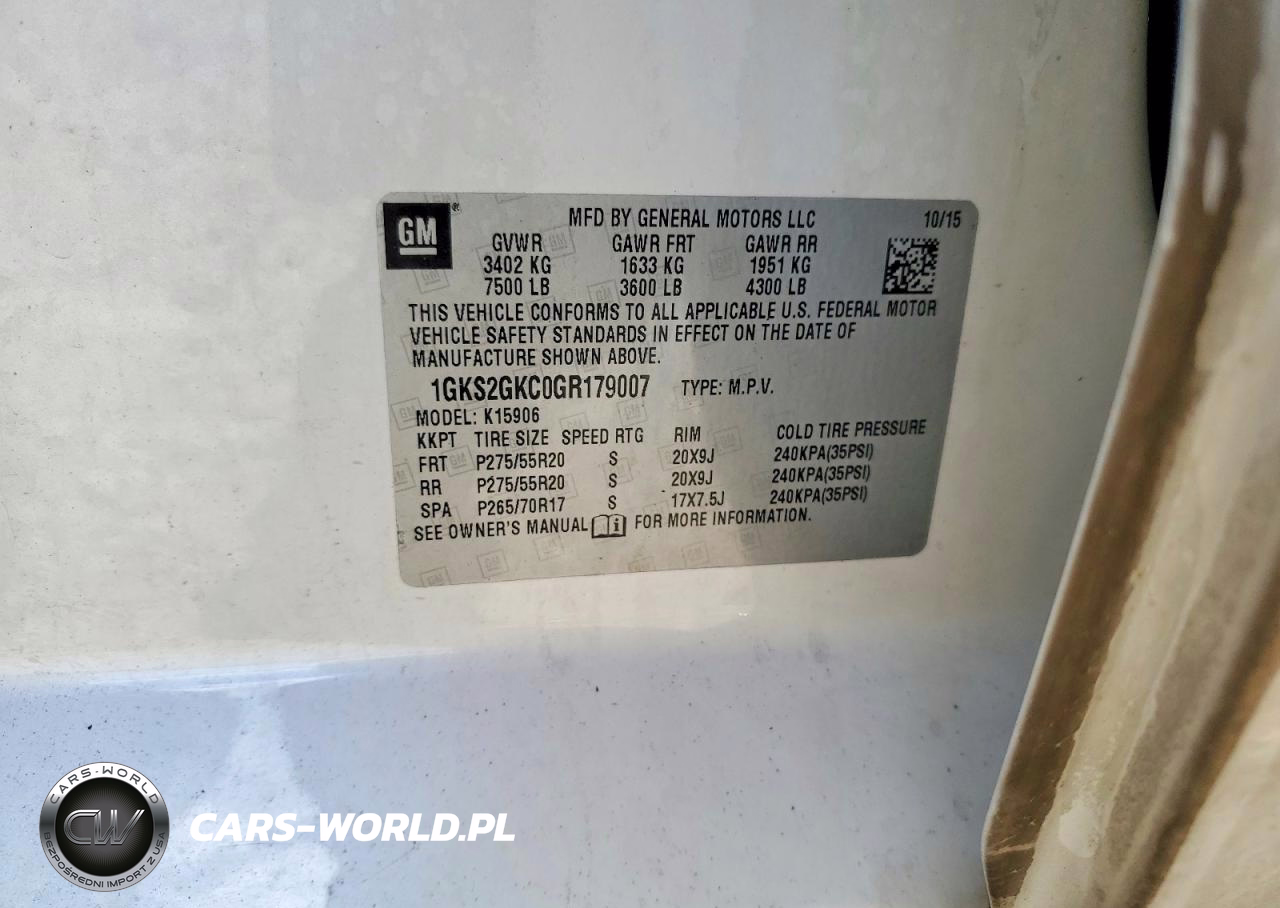 GM® MFD BY GENERAL MOTORS LLC 10/15
GVWR GAWR FRT GAWR RR
3402 KG 1633 KG 1951 KG
7500 LB 3600 LB 4300 LB
THIS VEHICLE CONFORMS TO ALL APPLICABLE U.S. FEDERAL MOTOR
VEHICLE SAFETY STANDARDS IN EFFECT ON THE DATE OF
MANUFACTURE SHOWN ABOVE.
1GKS2GKC0GR179007 TYPE: M.P.V.
MODEL: K15906
KKPT TIRE SIZE SPEED RTG RIM COLD TIRE PRESSURE
FRT P275/55R20 S 20X9J 240KPA(35PSI)
RR P275/55R20 S 20X9J 240KPA(35PSI)
SPA P265/70R17 S 17X7.5J 240KPA(35PSI)
SEE OWNER'S MANUAL i FOR MORE INFORMATION.
CARS-WORLD
CW
BEZPOŚREDNI IMPORT Z USA
CARS-WORLD.PL